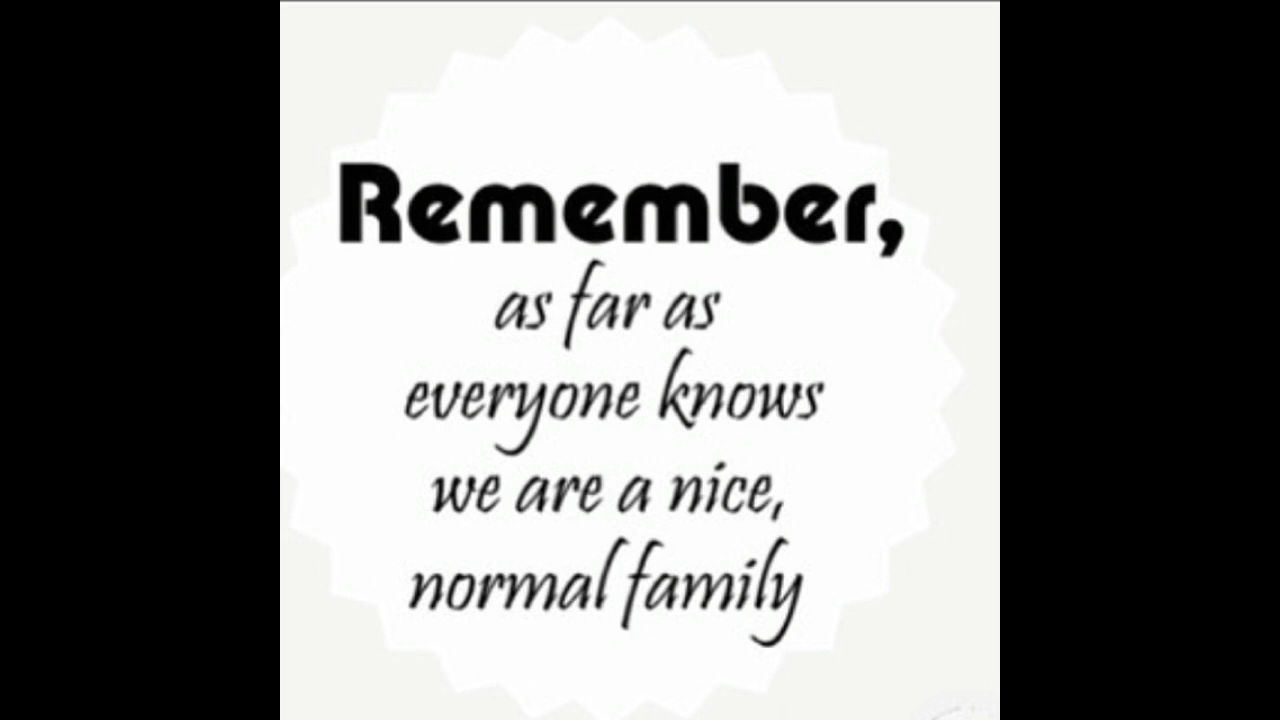 Remember,
as far as
everyone knows
we are a nice,
normal family